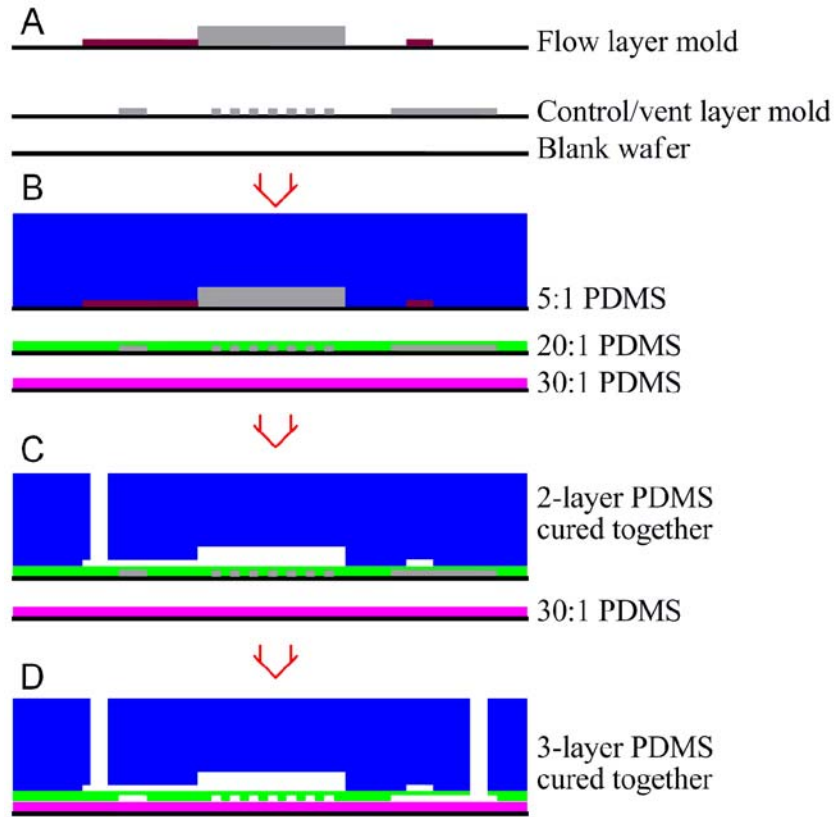 A
Flow layer mold
Control/vent layer mold
Blank wafer
B
5:1 PDMS
20:1 PDMS
30:1 PDMS
C
2-layer PDMS
cured together
30:1 PDMS
D
3-layer PDMS
cured together